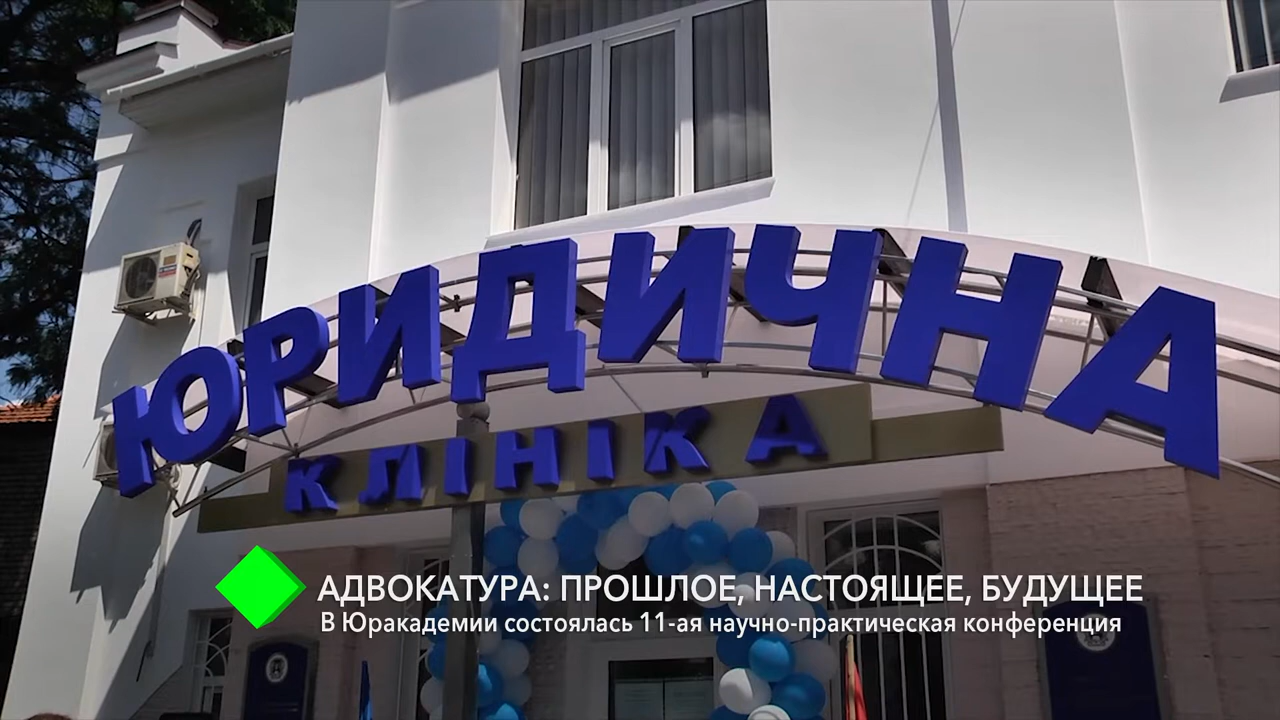 ЮРИДИЧНА
КЛІНІКА
АДВОКАТУРА: ПРОШЛОЕ, НАСТОЯЩЕЕ, БУДУЩЕЕ
В Юракадемии состоялась 11-ая научно-практическая конференция